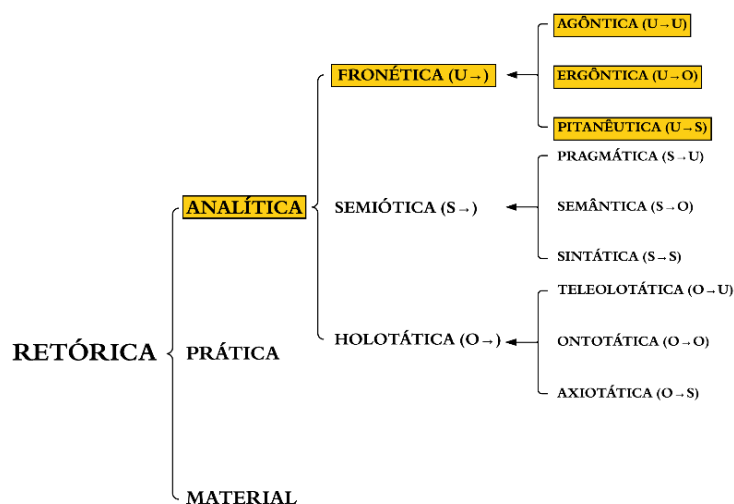 AGÔNTICA (U→U)
FRONÉTICA (U→)
ERGÔNTICA (U→O)
PITANÊUTICA (U→S)
PRAGMÁTICA (S→U)
ANALÍTICA
SEMIÓTICA (S→)
SEMÂNTICA (S→O)
SINTÁTICA (S→S)
TELEOLOTÁTICA (O→U)
RETÓRICA
PRÁTICA
HOLOTÁTICA (O→)
ONTOTÁTICA (O→O)
AXIOTÁTICA (O→S)
MATERIAL